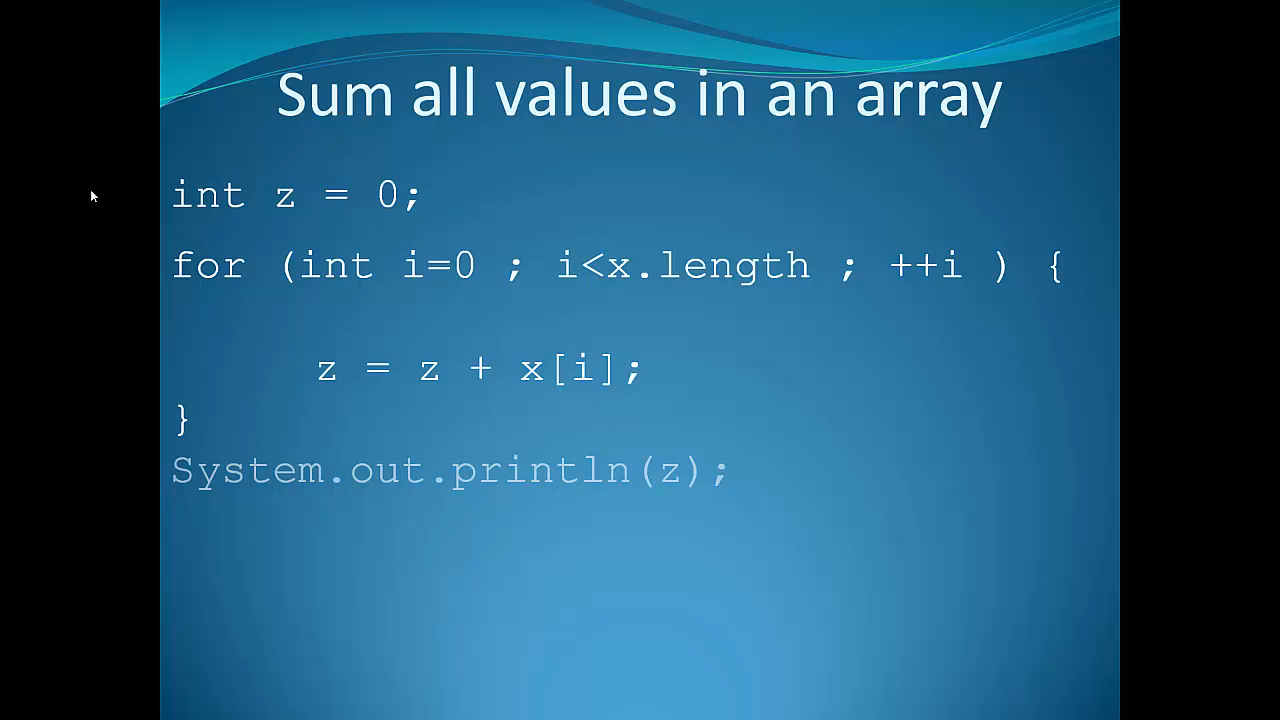 Sum all values in an array
int z = 0;
for (int i=0 ; i<x.length ; ++i ) {
z = z + x[i];
}
System.out.println(z);